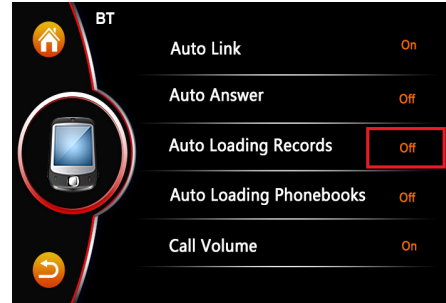 BT
Auto Link On
Auto Answer Off
Auto Loading Records Off
Auto Loading Phonebooks Off
Call Volume On